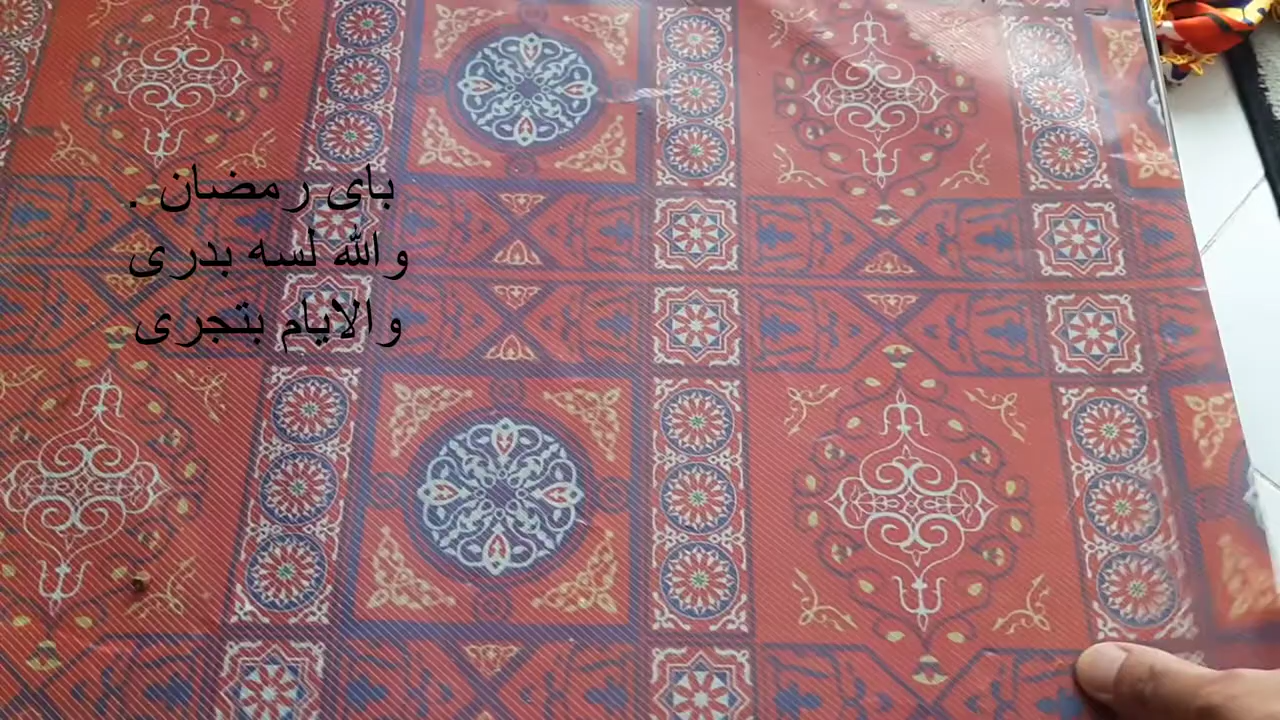 باى رمضان .
والله لسه بدرى
والايام بتجرى